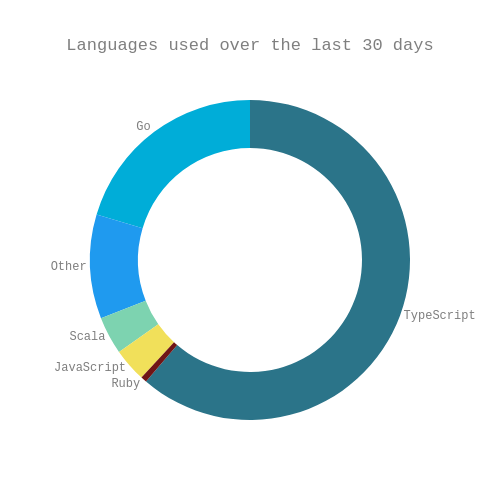 Languages used over the last 30 days
Go
Other
TypeScript
Scala
JavaScript
Ruby